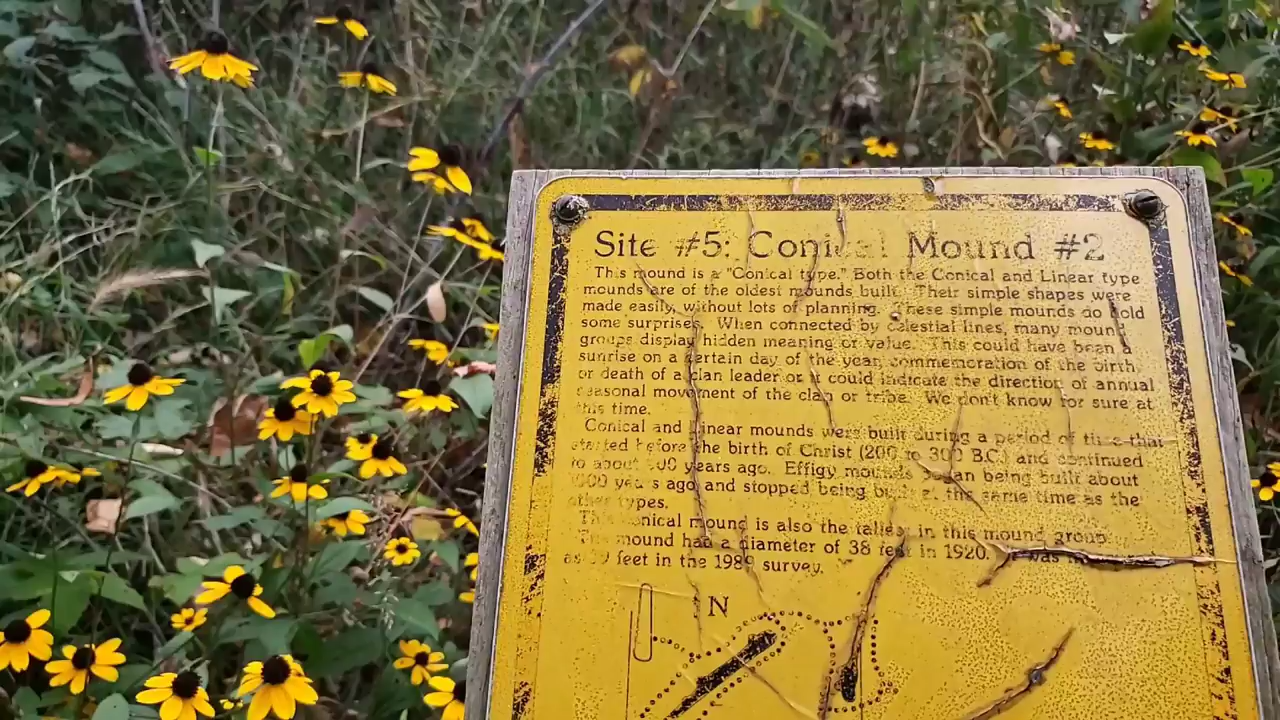 Site #5: Conical Mound #2
This mound is a "Conical type." Both the Conical and Linear type
mounds are of the oldest mounds built. Their simple shapes were
made easily, without lots of planning. These simple mounds do hold
some surprises. When connected by celestial lines, many mound
groups display hidden meaning or value. This could have been a
sunrise on a certain day of the year, commemoration of the birth
or death of a clan leader or it could indicate the direction of annual
seasonal movement of the clan or tribe. We don't know for sure at
this time.
Conical and Linear mounds were built during a period of time that
started before the birth of Christ (200 to 300 B.C.) and continued
to about years ago. Effigy mounds began being built about
years ago and stopped being built at the same time as the
other types.
This conical mound is also the tallest in this mound group.
The mound had a diameter of 38 feet in 1920. was
as feet in the 1989 survey.
N